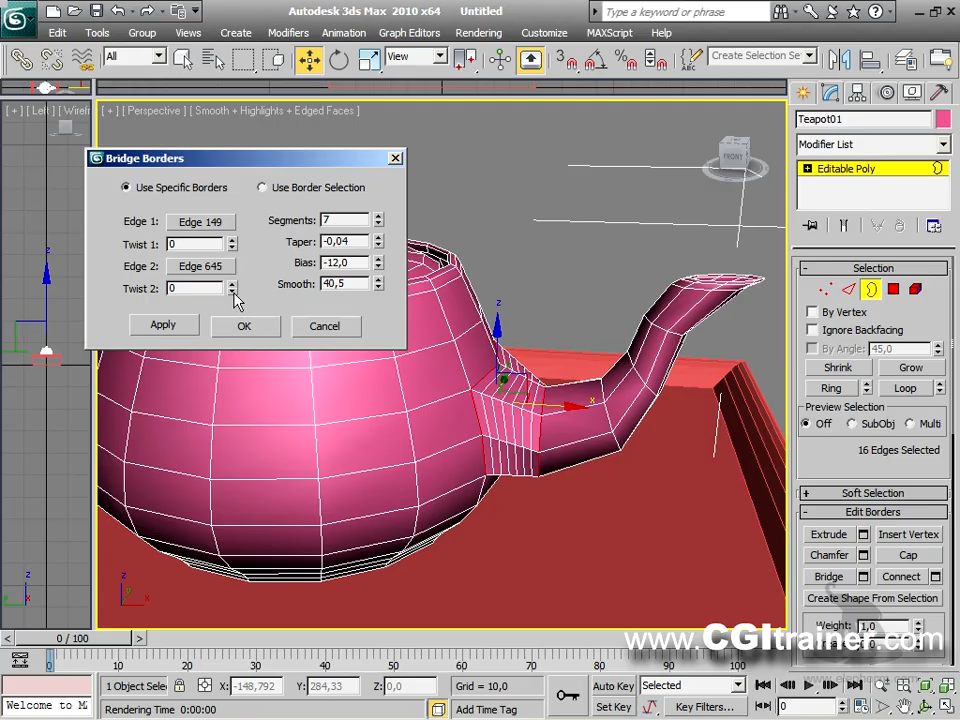 Autodesk 3ds Max 2010 x64 Untitled
Type a keyword or phrase
Edit Tools Group Views Create Modifiers Animation Graph Editors Rendering Customize MAXScript Help
All View Create Selection Se
[ + ] [ Left ] [ Wirefr [ + ] [ Perspective ] [ Smooth + Highlights + Edged Faces ]
Teapot01
Modifier List
Editable Poly
FRONT
Bridge Borders
Use Specific Borders Use Border Selection
Edge 1: Edge 149 Segments: 7
Twist 1: 0 Taper: -0,04
Edge 2: Edge 645 Bias: -12,0
Twist 2: 0 Smooth: 40,5
Apply OK Cancel
Selection
By Vertex
Ignore Backfacing
By Angle: 45,0
Shrink Grow
Ring Loop
Preview Selection
Off SubObj Multi
16 Edges Selected
Soft Selection
Edit Borders
Extrude Insert Vertex
Chamfer Cap
Bridge Connect
Create Shape From Selection
Weight: 1,0
z
x
z
x
y
z
x
y
z
www.CGItrainer.com
< 0 / 100 >
0 10 20 30 40 50 60 70 80 90 100
1 Object Sele X: -148,792 Y: 284,33 Z: 0,0 Grid = 10,0 Auto Key Selected
Welcome to M Rendering Time 0:00:00 Add Time Tag Set Key Key Filters... 0